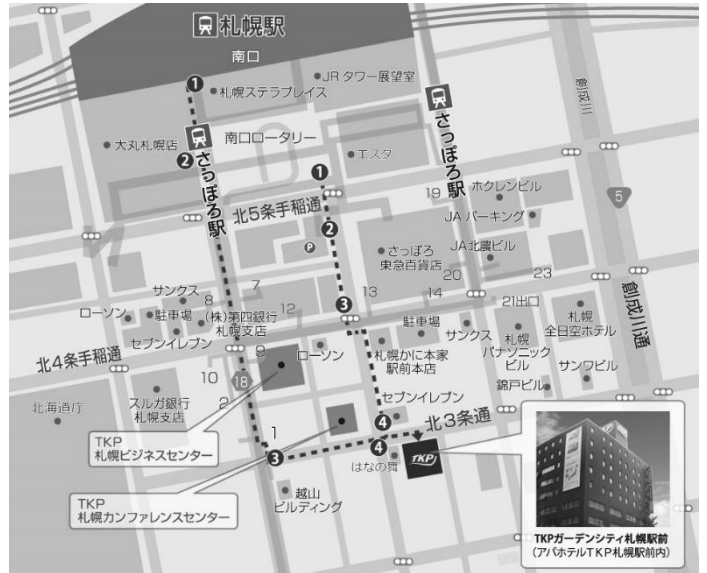 札幌駅
南口
1
札幌ステラプレイス
JRタワー展望室
創成川
大丸札幌店
2
さっぽろ駅
南口ロータリー
エスタ
さっぽろ駅
1
19
ホクレンビル
JAパーキング
5
北5条手稲通
2
P
さっぽろ
東急百貨店
JA北農ビル
20
23
サンクス
8
7
12
3
13
14
21出口
ローソン
駐車場
(株)第四銀行
札幌支店
セブンイレブン
駐車場
サンクス
札幌
パナソニック
ビル
札幌
全日空ホテル
創成川通
北4条手稲通
9
ローソン
札幌かに本家
駅前本店
錦戸ビル
サンワビル
10
18
2
スルガ銀行
札幌支店
北海道庁
セブンイレブン
4
北3条通
TKP
札幌ビジネスセンター
1
3
4
はなの舞
TKP
TKP
札幌カンファレンスセンター
越山
ビルディング
TKPガーデンシティ札幌駅前
(アパホテルTKP札幌駅前内)